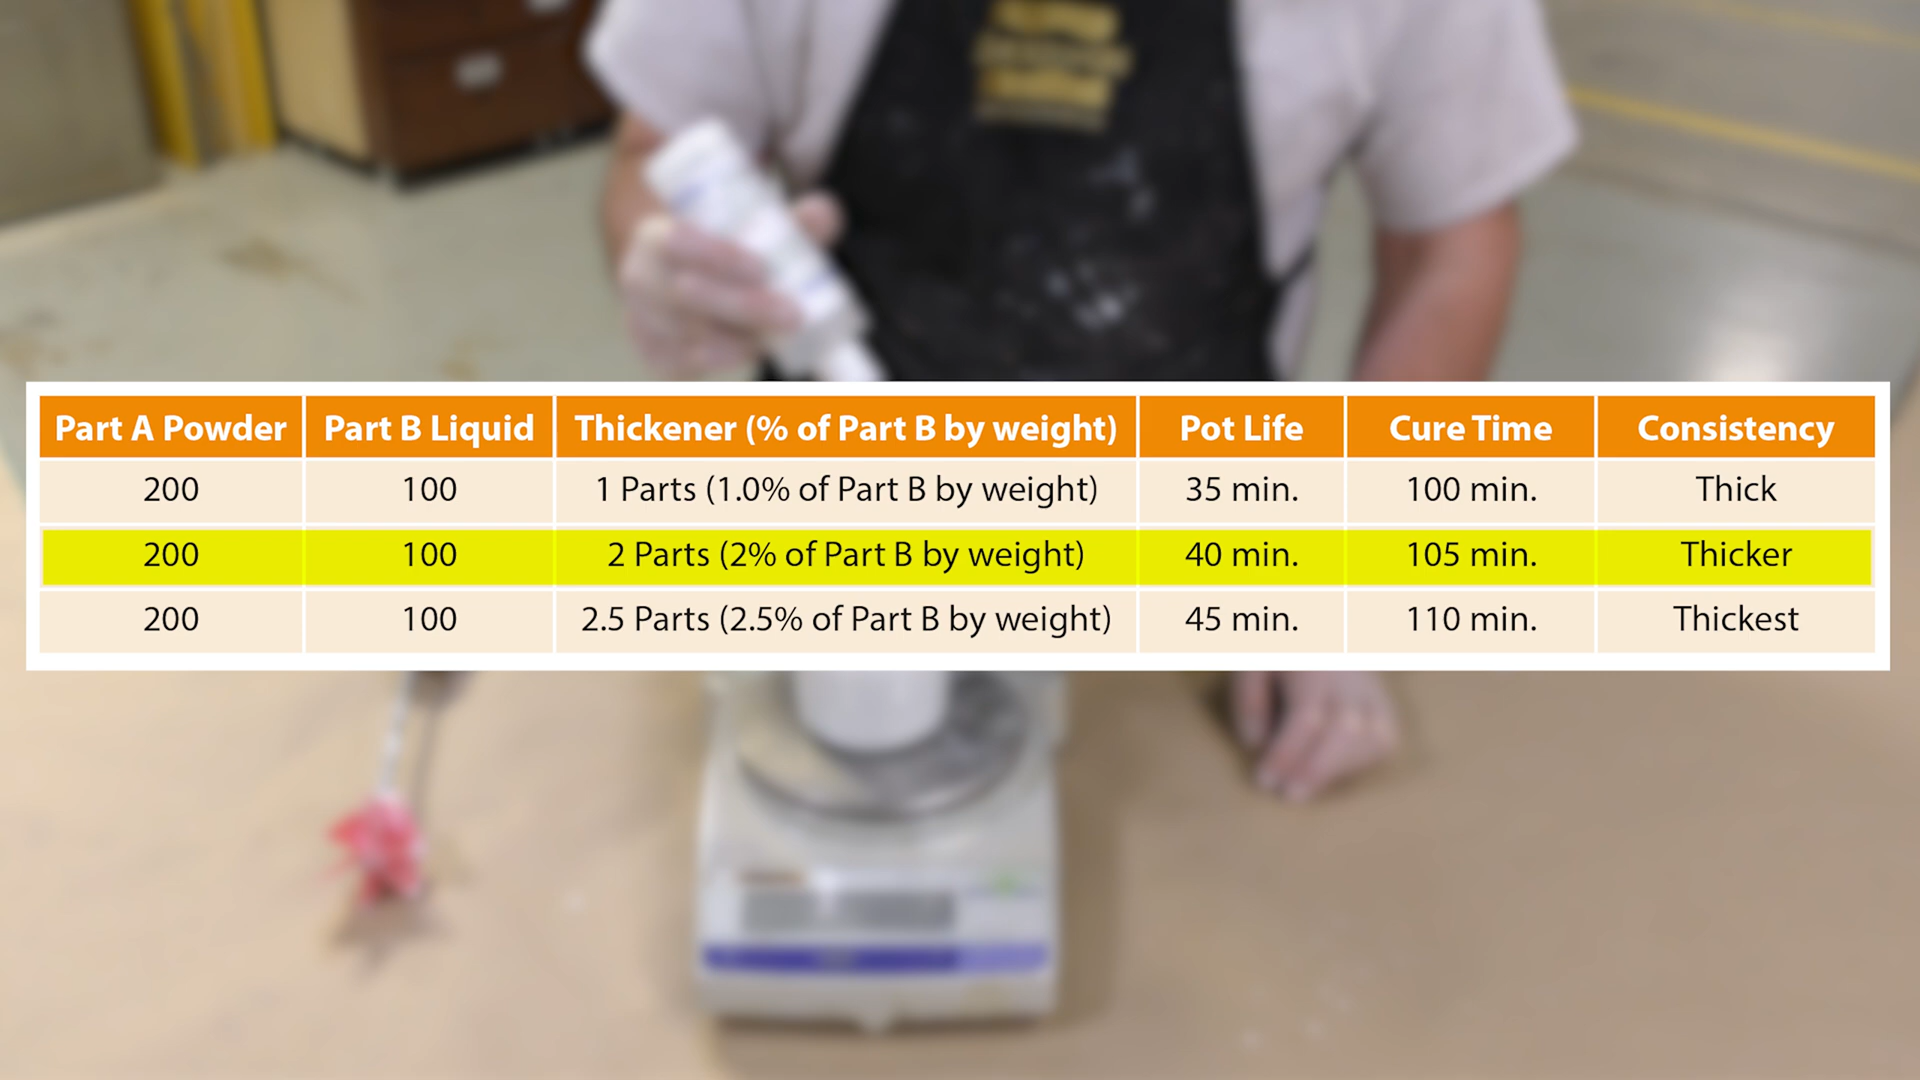 Part A Powder Part B Liquid Thickener (% of Part B by weight) Pot Life Cure Time Consistency
200 100 1 Parts (1.0% of Part B by weight) 35 min. 100 min. Thick
200 100 2 Parts (2% of Part B by weight) 40 min. 105 min. Thicker
200 100 2.5 Parts (2.5% of Part B by weight) 45 min. 110 min. Thickest